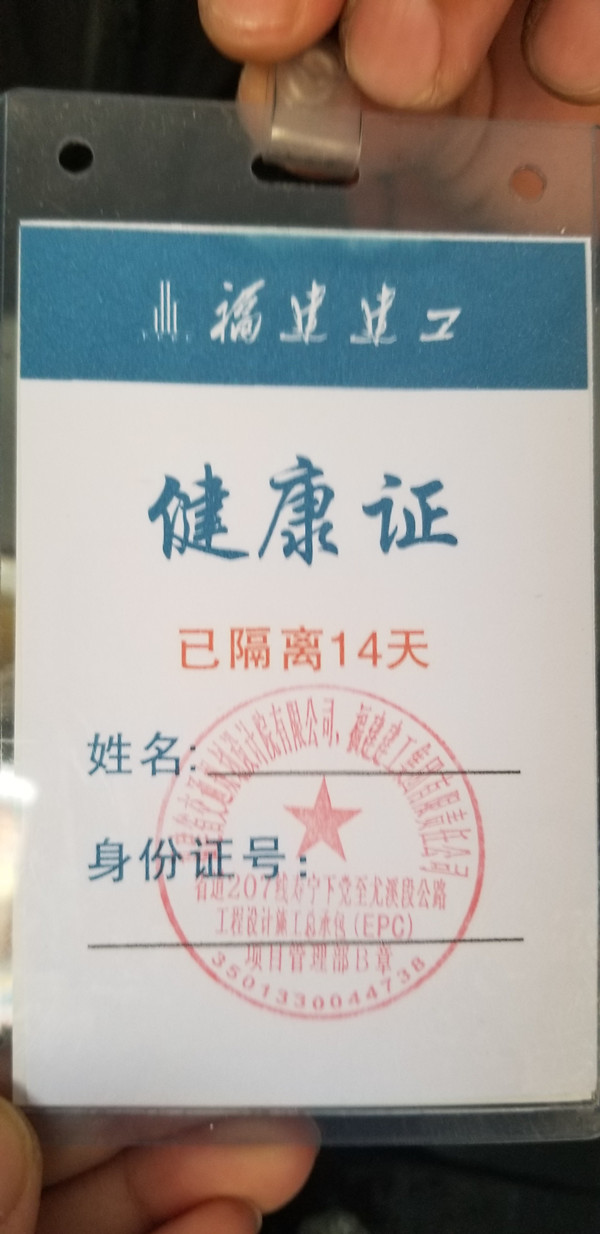 福建建工
健康证
已隔离14天
姓名:
身份证号:
省道207线寿宁下党至尤溪段公路
工程设计施工总承包(EPC)
项目管理部B章
3501330044738